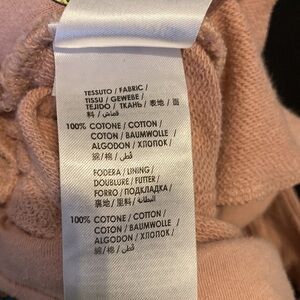 TESSUTO / FABRIC /
TISSU / GEWEBE /
TEJIDO / ТКАНЬ / 表地 / 面
料 / قماش /
100% COTONE / COTTON /
COTON / BAUMWOLLE /
ALGODON / ХЛОПОК /
綿/棉 / قطن /
FODERA / LINING /
DOUBLURE / FUTTER /
FORRO / ПОДКЛАДКА /
裏地 / 里料 / البطانة /
100% COTONE / COTTON /
COTON / BAUMWOLLE /
ALGODON / ХЛОПОК /
綿/棉 / قطن /